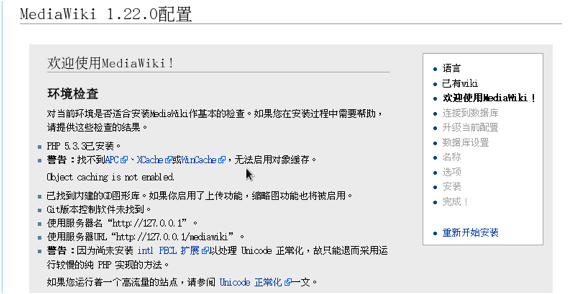 MediaWiki 1.22.0配置
欢迎使用MediaWiki！
环境检查
对当前环境是否适合安装MediaWiki作基本的检查。如果您在安装过程中需要帮助，
请提供这些检查的结果。
PHP 5.3.3已安装。
警告：找不到APC、XCache或WinCache，无法启用对象缓存。
Object caching is not enabled.
已找到内建的GD图形库。如果你启用了上传功能，缩略图功能也将被启用。
Git版本控制软件未找到。
使用服务器名“http://127.0.0.1”。
使用服务器URL“http://127.0.0.1/mediawiki”。
警告：因为尚未安装 intl PECL 扩展以处理 Unicode 正常化，故只能退而采用运
行较慢的纯 PHP 实现的方法。
如果您运行着一个高流量的站点，请参阅 Unicode 正常化一文。
语言
已有wiki
欢迎使用MediaWiki！
连接到数据库
升级当前配置
数据库设置
名称
选项
安装
完成！
重新开始安装